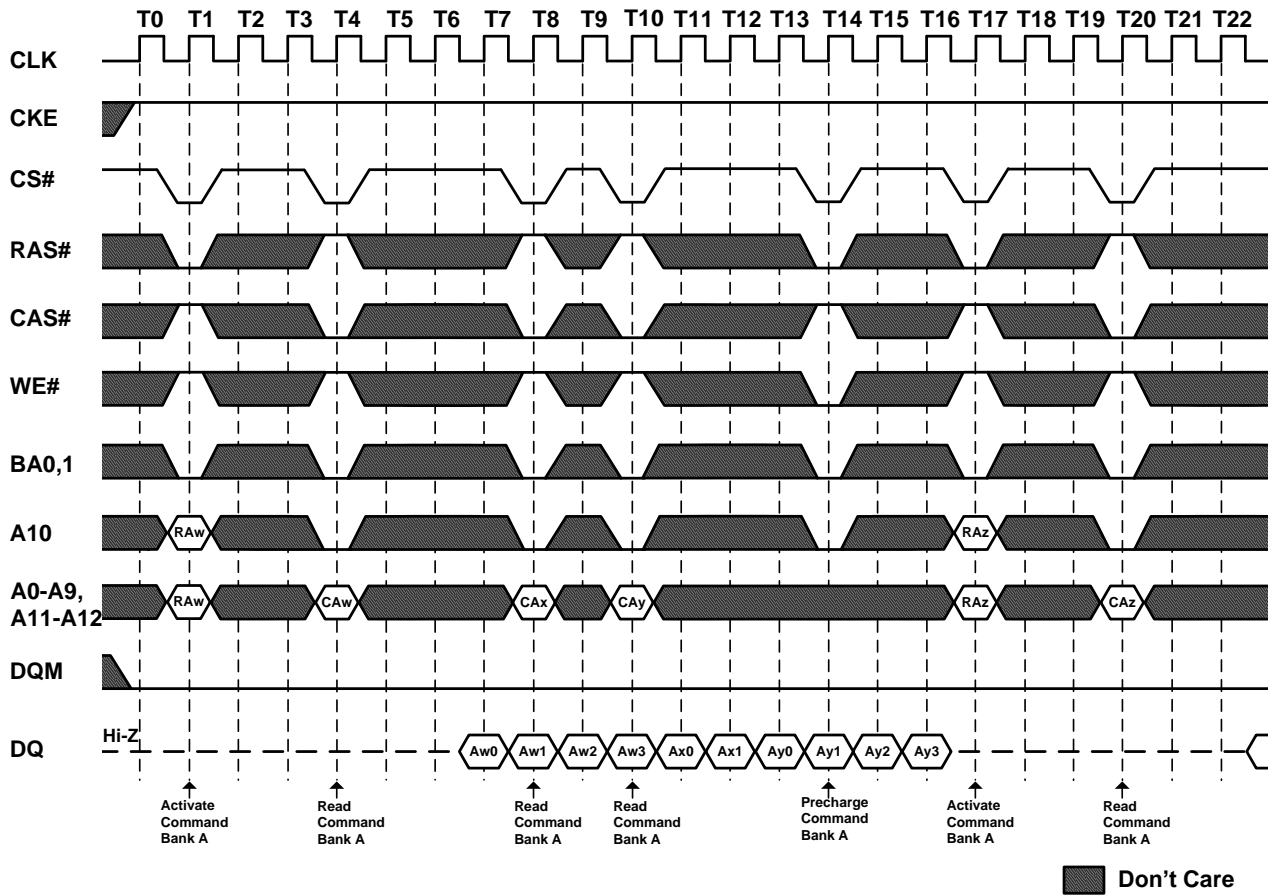 T0 T1 T2 T3 T4 T5 T6 T7 T8 T9 T10 T11 T12 T13 T14 T15 T16 T17 T18 T19 T20 T21 T22
CLK
CKE
CS#
RAS#
CAS#
WE#
BA0,1
A10
RAw RAz
A0-A9,
A11-A12
RAw CAw CAx CAy RAz CAz
DQM
Hi-Z
DQ
Aw0 Aw1 Aw2 Aw3 Ax0 Ax1 Ay0 Ay1 Ay2 Ay3
Activate
Command
Bank A
Read
Command
Bank A
Read
Command
Bank A
Read
Command
Bank A
Precharge
Command
Bank A
Activate
Command
Bank A
Read
Command
Bank A
Don't Care